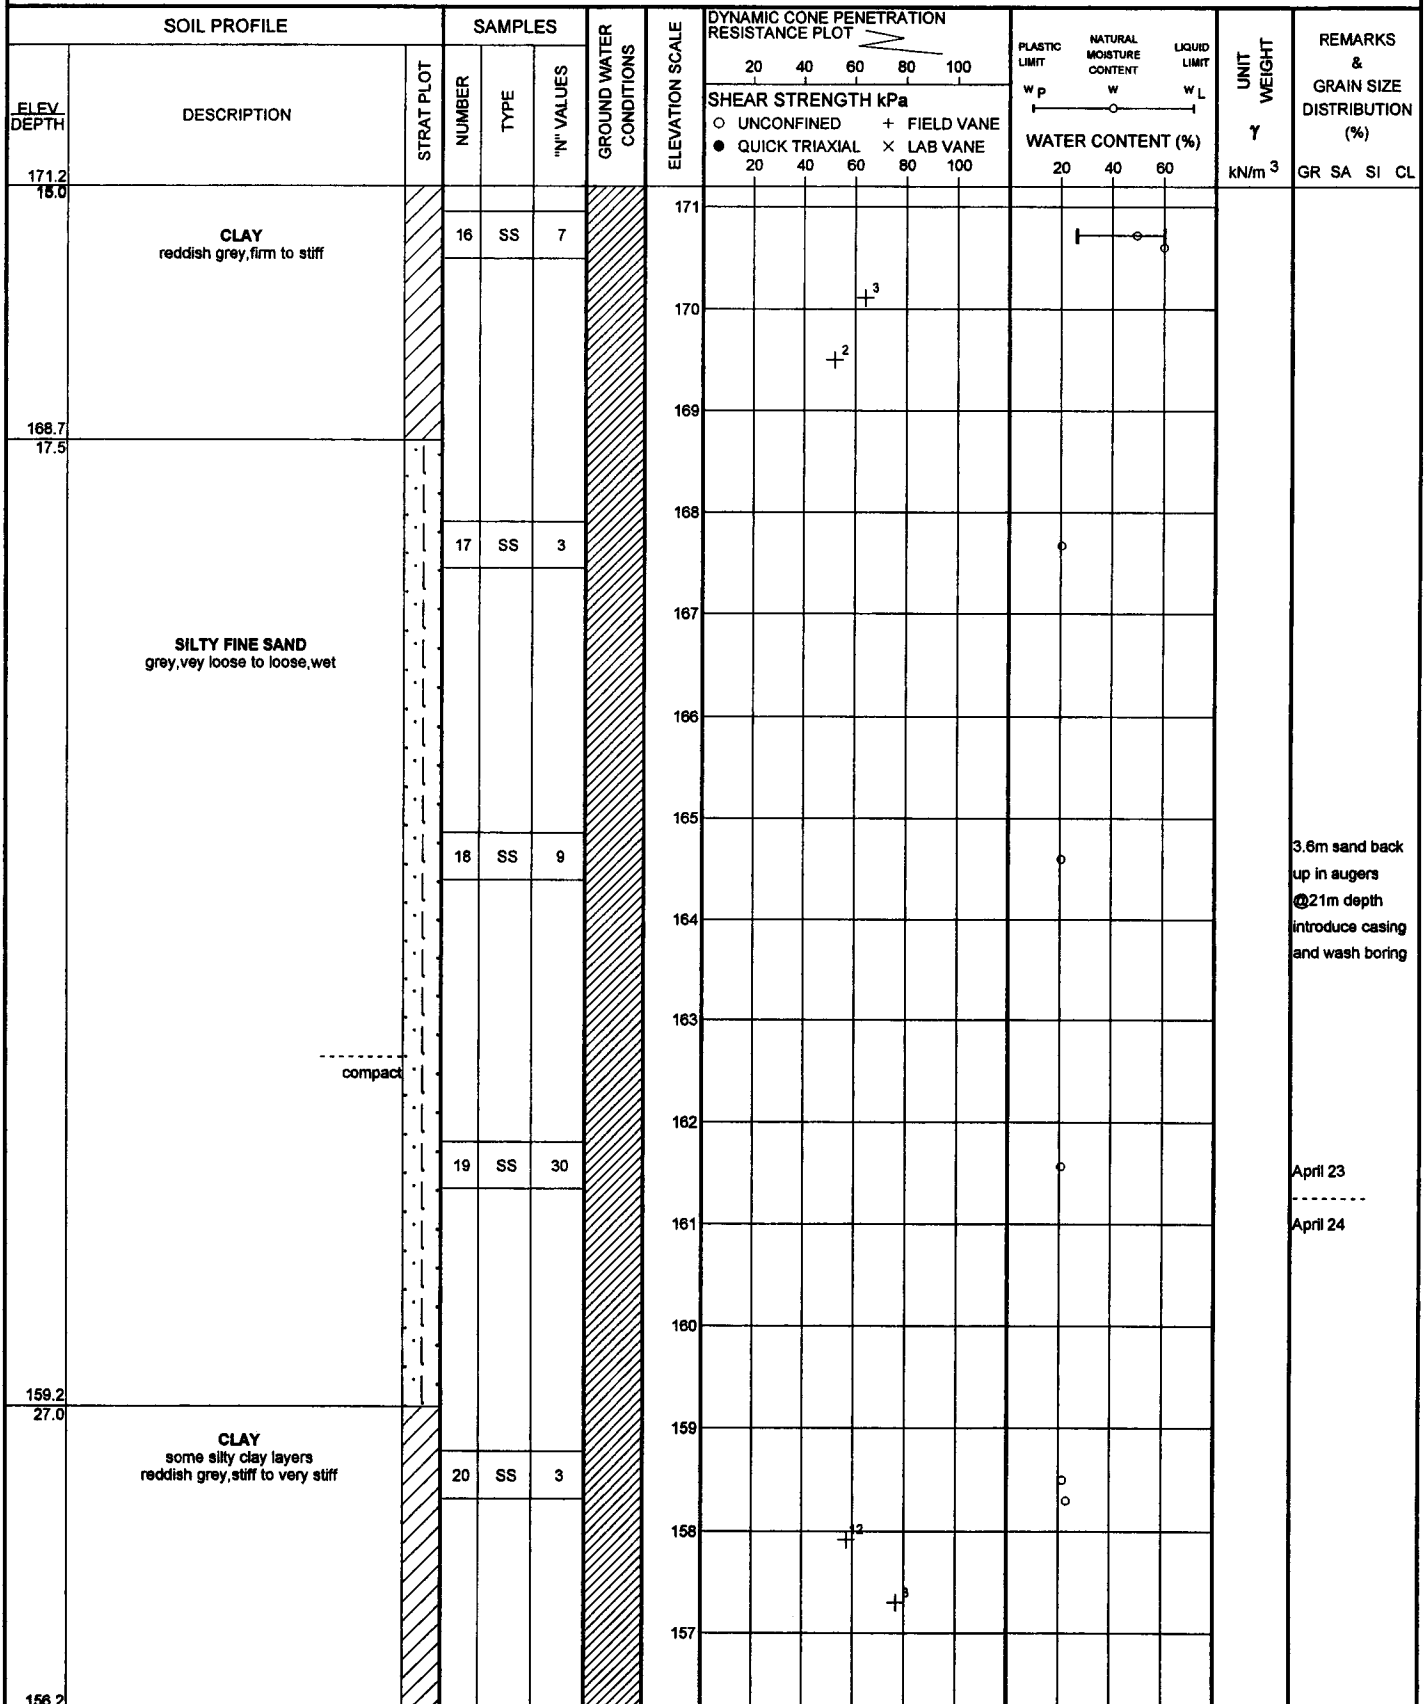 SOIL PROFILE
SAMPLES
GROUND WATER CONDITIONS
ELEVATION SCALE
DYNAMIC CONE PENETRATION
RESISTANCE PLOT
20 40 60 80 100
SHEAR STRENGTH kPa
○ UNCONFINED + FIELD VANE
● QUICK TRIAXIAL × LAB VANE
20 40 60 80 100
PLASTIC LIMIT
NATURAL MOISTURE CONTENT
LIQUID LIMIT
W P W W L
WATER CONTENT (%)
20 40 60
UNIT WEIGHT
γ
kN/m 3
REMARKS
&
GRAIN SIZE
DISTRIBUTION
(%)
GR SA SI CL
ELEV
DEPTH
DESCRIPTION
STRAT PLOT
NUMBER
TYPE
"N" VALUES
171.2
15.0
171
CLAY
reddish grey,firm to stiff
16 SS 7
3
170
2
169
168.7
17.5
168
17 SS 3
167
SILTY FINE SAND
grey,vey loose to loose,wet
166
165
18 SS 9
3.6m sand back
up in augers
@21m depth
introduce casing
and wash boring
164
163
compact
162
19 SS 30
April 23
161
April 24
160
159.2
27.0
159
CLAY
some silty clay layers
reddish grey,stiff to very stiff
20 SS 3
158
12
157
156.2